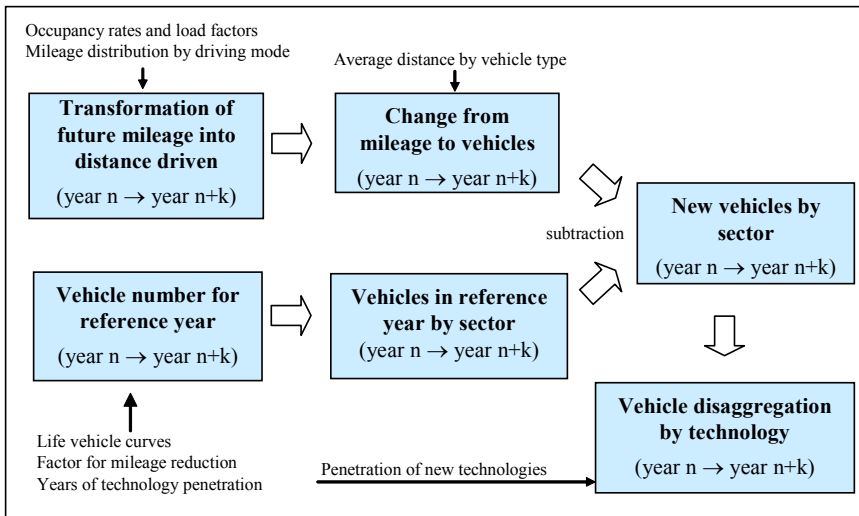 Occupancy rates and load factors
Mileage distribution by driving mode
Average distance by vehicle type
Transformation of
future mileage into
distance driven
(year n → year n+k)
Change from
mileage to vehicles
(year n → year n+k)
New vehicles by
sector
(year n → year n+k)
subtraction
Vehicle number for
reference year
(year n → year n+k)
Vehicles in reference
year by sector
(year n → year n+k)
Vehicle disaggregation
by technology
(year n → year n+k)
Life vehicle curves
Factor for mileage reduction
Years of technology penetration
Penetration of new technologies